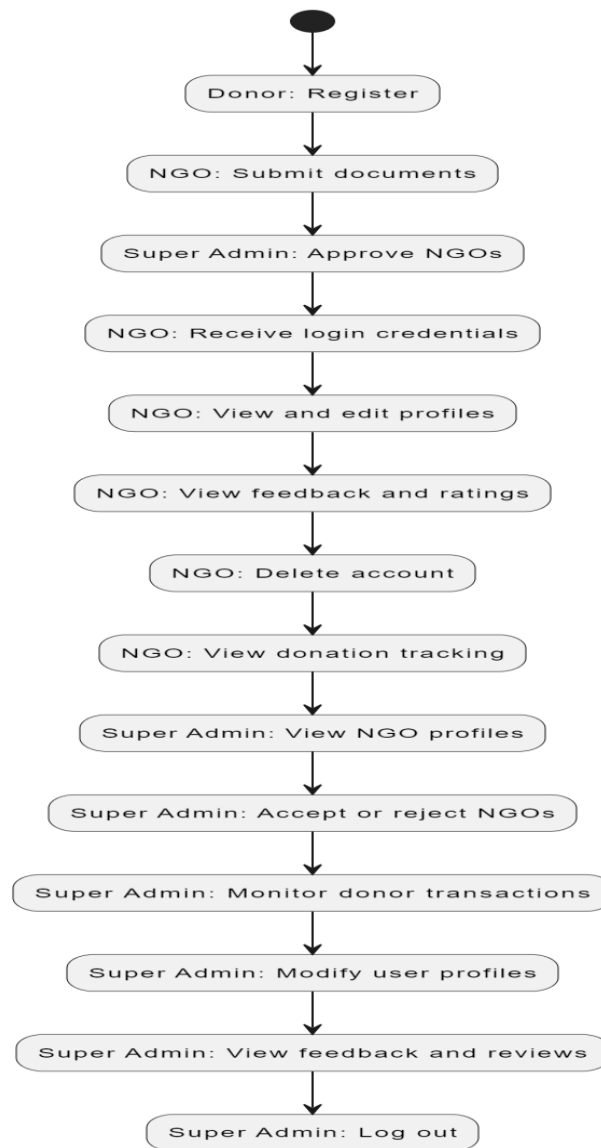 Donor: Register
NGO: Submit documents
Super Admin: Approve NGOs
NGO: Receive login credentials
NGO: View and edit profiles
NGO: View feedback and ratings
NGO: Delete account
NGO: View donation tracking
Super Admin: View NGO profiles
Super Admin: Accept or reject NGOs
Super Admin: Monitor donor transactions
Super Admin: Modify user profiles
Super Admin: View feedback and reviews
Super Admin: Log out